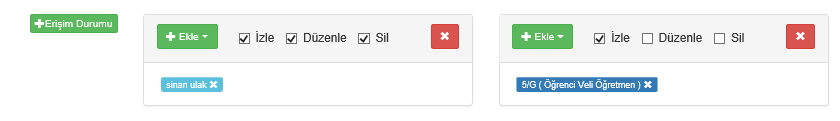 Erişim Durumu
Ekle İzle Düzenle Sil
sinan ulak
Ekle İzle Düzenle Sil
5/G ( Öğrenci Veli Öğretmen )